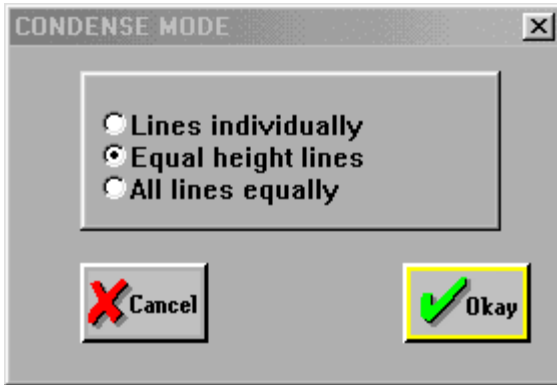 CONDENSE MODE
Lines individually
Equal height lines
All lines equally
Cancel
Okay